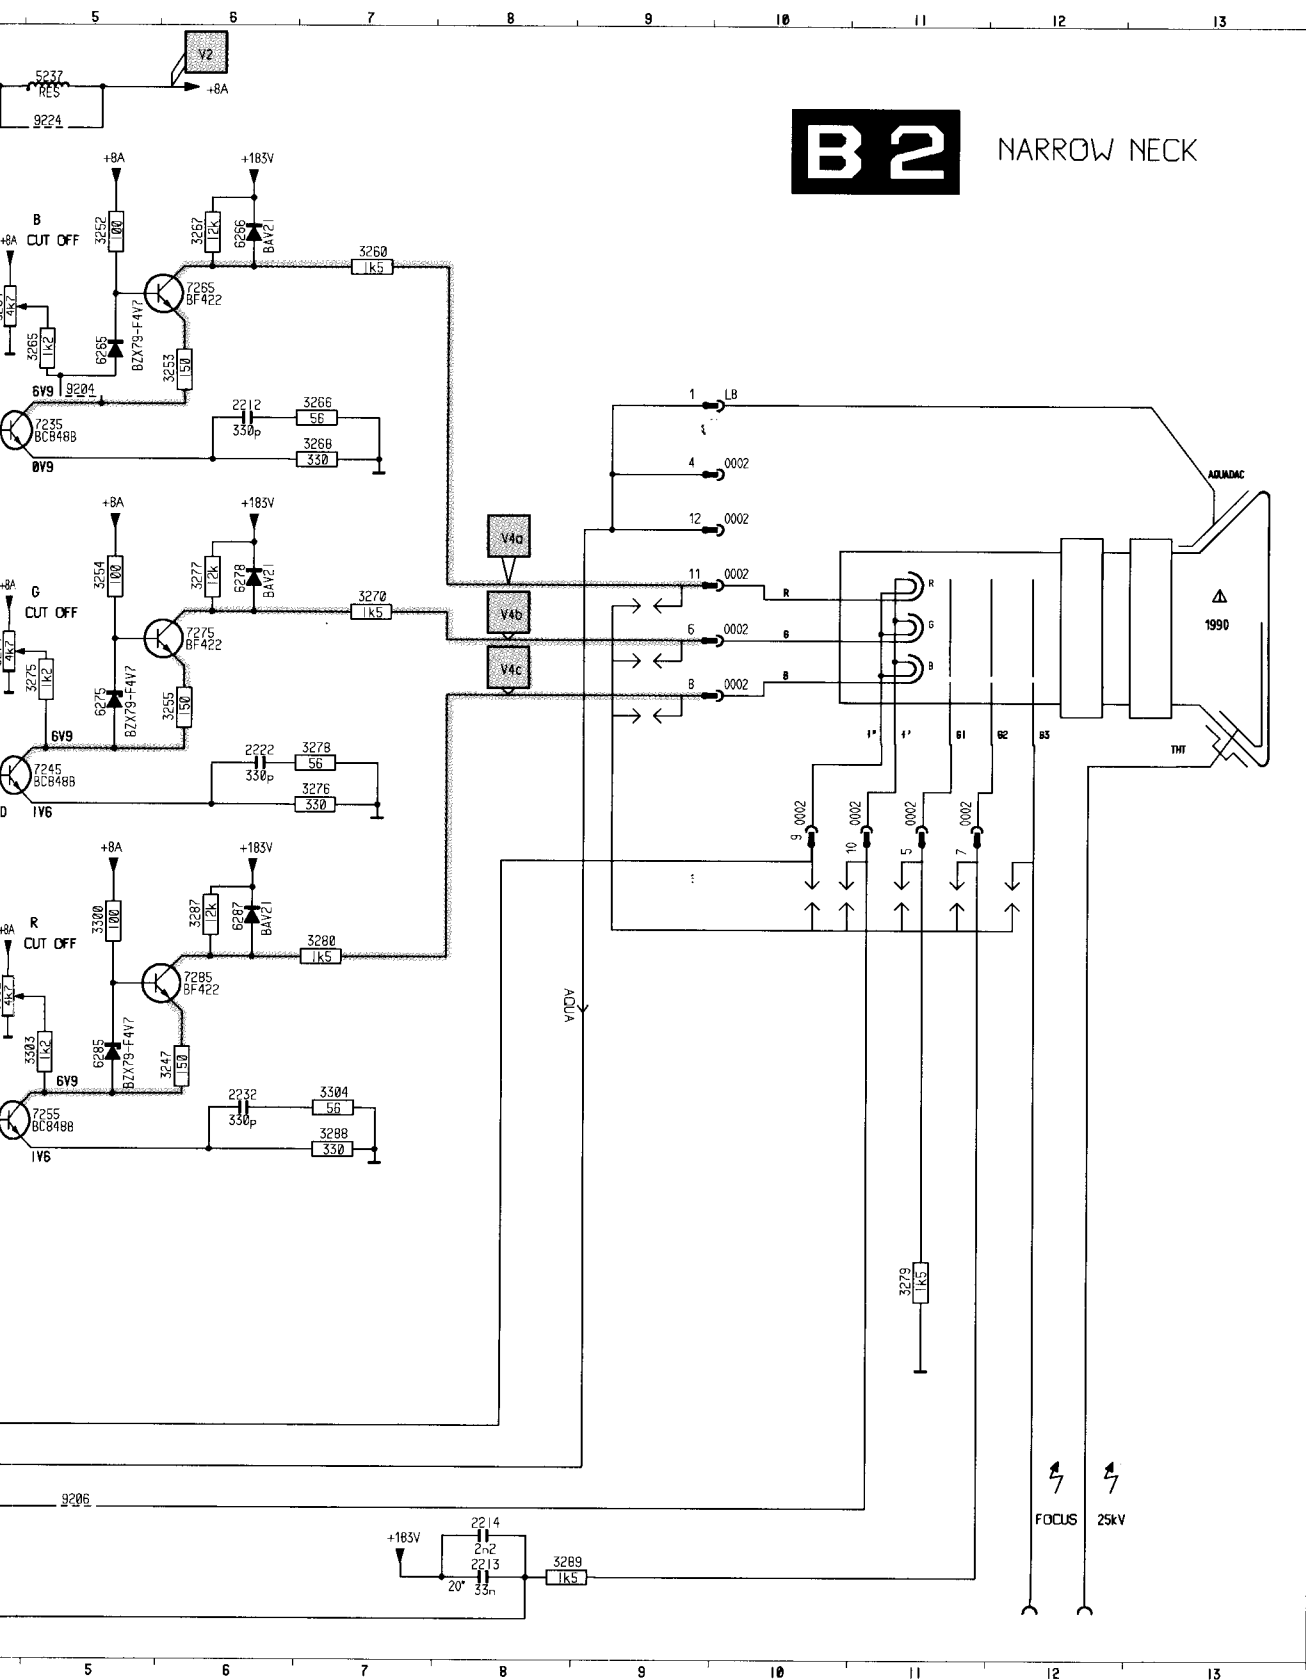 5 6 7 8 9 10 11 12 13
V2
5237
RES
+8A
9224
B 2 NARROW NECK
+8A
+183V
B
CUT OFF
+8A
3252
100
3267
12k
6266
BAV21
3260
1k5
7265
BF422
4k7
3265
1k2
6265
BZX79-F4V7
3253
150
6V9
9204
7235
BC848B
0V9
2212
330p
3266
56
3268
330
1
LB
4
0002
12
0002
11
0002
6
0002
8
0002
AQUADAC
+8A
+183V
V4a
V4b
V4c
G
CUT OFF
+8A
3254
100
3277
12k
6278
BAV21
3270
1k5
7275
BF422
4k7
3275
1k2
6275
BZX79-F4V7
3255
150
6V9
7245
BC848B
D
1V6
2222
330p
3278
56
3276
330
R
G
B
R
G
B
1990
G1
G2
G3
THT
9
0002
10
0002
5
0002
7
0002
+8A
+183V
R
CUT OFF
+8A
3300
100
3287
12k
6287
BAV21
3280
1k5
7285
BF422
4k7
3303
1k2
6285
BZX79-F4V7
3247
150
6V9
7255
BC848B
1V6
2232
330p
3304
56
3288
330
AQUA
3279
1k5
9206
FOCUS
25kV
+183V
2214
2n2
2213
33n
20*
3289
1k5
5 6 7 8 9 10 11 12 13